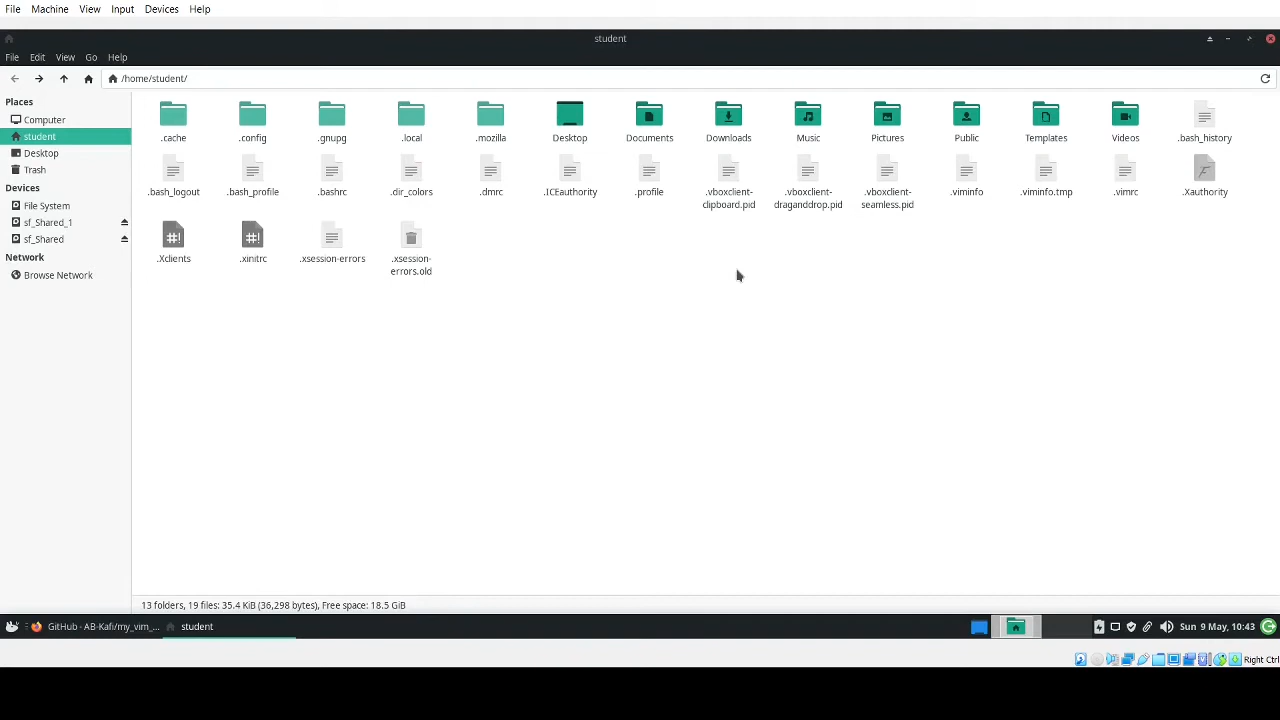 File Machine View Input Devices Help
student
File Edit View Go Help
/home/student/
Places
Computer
student
Desktop
Trash
Devices
File System
sf_Shared_1
sf_Shared
Network
Browse Network
.cache .config .gnupg .local .mozilla Desktop Documents Downloads Music Pictures Public Templates Videos .bash_history
.bash_logout .bash_profile .bashrc .dir_colors .dmrc .ICEauthority .profile .vboxclient-clipboard.pid .vboxclient-draganddrop.pid .vboxclient-seamless.pid .viminfo .viminfo.tmp .vimrc .Xauthority
.Xclients .xinitrc .xsession-errors .xsession-errors.old
13 folders, 19 files: 35.4 KiB (36,298 bytes), Free space: 18.5 GiB
GitHub - AB-Kafi/my_vim_... student Sun 9 May, 10:43
Right Ctrl